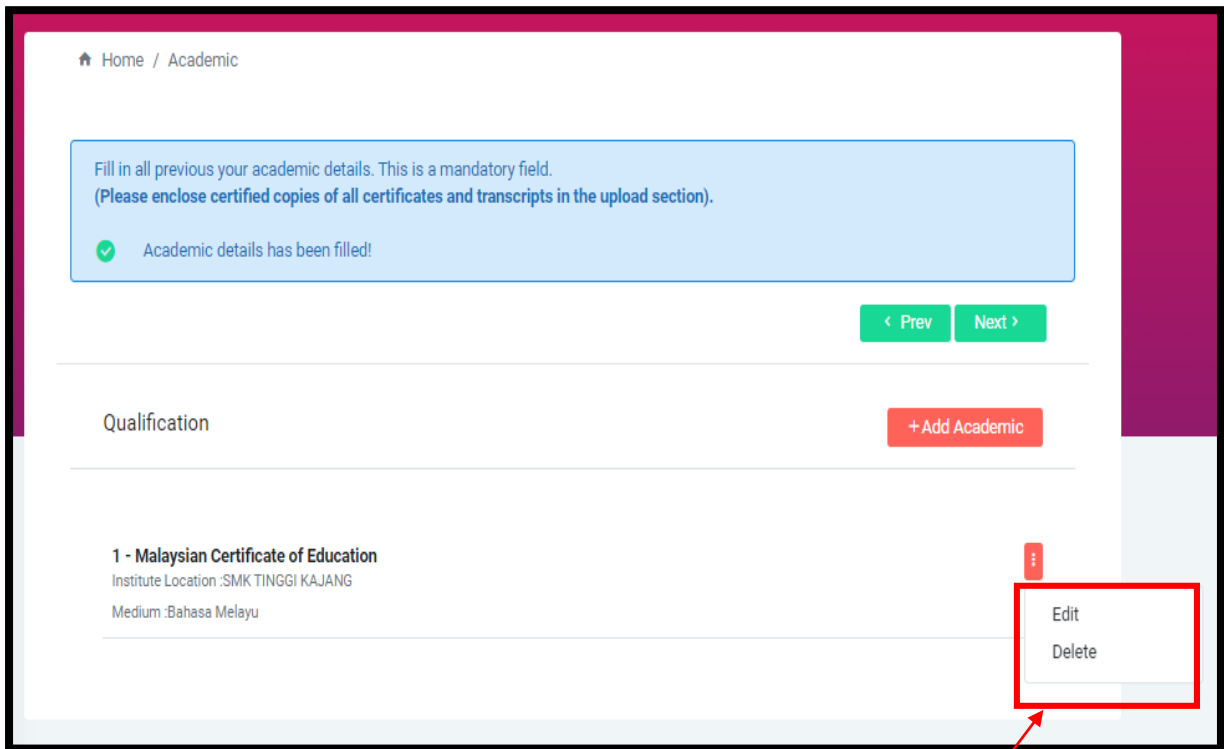 Home / Academic
Fill in all previous your academic details. This is a mandatory field.
(Please enclose certified copies of all certificates and transcripts in the upload section).
Academic details has been filled!
Prev Next
Qualification
+Add Academic
1 - Malaysian Certificate of Education
Institute Location :SMK TINGGI KAJANG
Medium :Bahasa Melayu
Edit
Delete